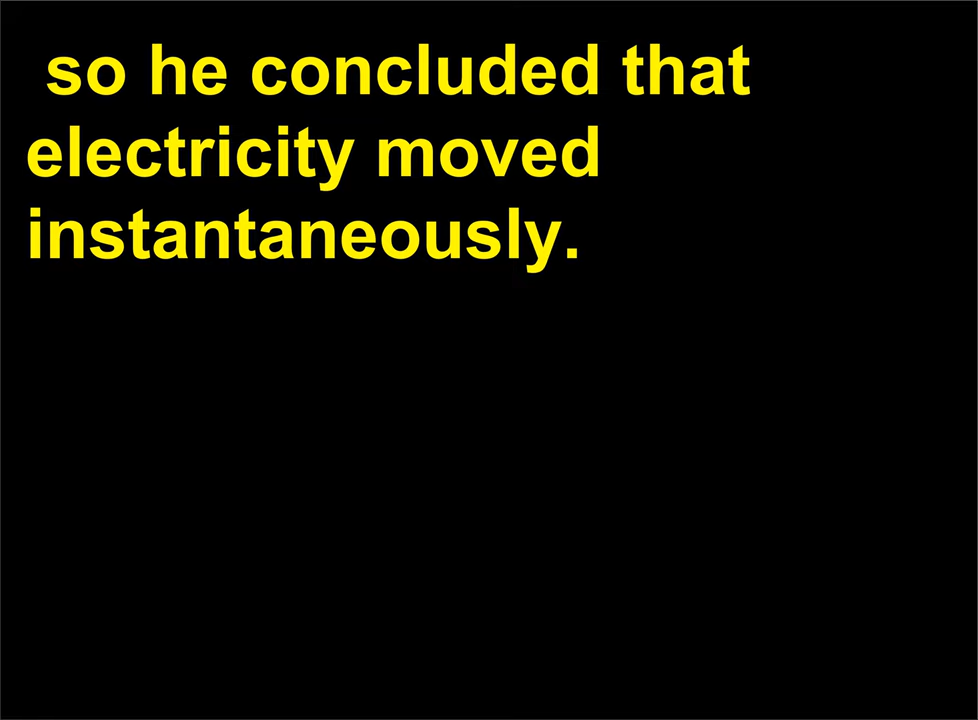 so he concluded that
electricity moved
instantaneously.